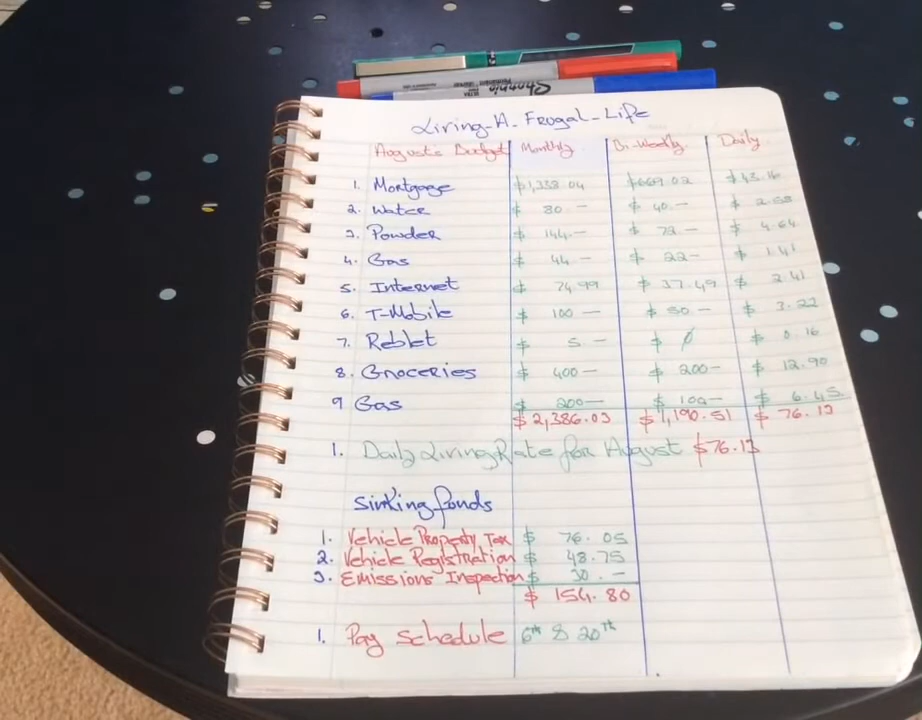 Sharpie
Living-A-Frugal-Life
August's Budget Monthly Bi-Weekly Daily
1. Mortgage $1,338.04 $669.02 $43.16
2. Water $ 80 — $ 40 — $ 2.58
3. Powder $ 144 — $ 72 — $ 4.64
4. Gas $ 44 — $ 22 - $ 1.41
5. Internet $ 74.99 $ 37.49 $ 2.41
6. T-Mobile $ 100 — $ 50 — $ 3.22
7. Reblet $ 5 — $ 0 $ 0.16
8. Groceries $ 400 — $ 200 — $ 12.90
9 Gas $ 200 — $ 100 — $ 6.45
$2,386.03 $1,190.51 $76.13
1. Daily Living Rate for August $76.13
Sinking funds
1. Vehicle Property Tax $ 76.05
2. Vehicle Registration $ 48.75
3. Emissions Inspection $ 30. —
$ 154.80
1. Pay Schedule 6th & 20th